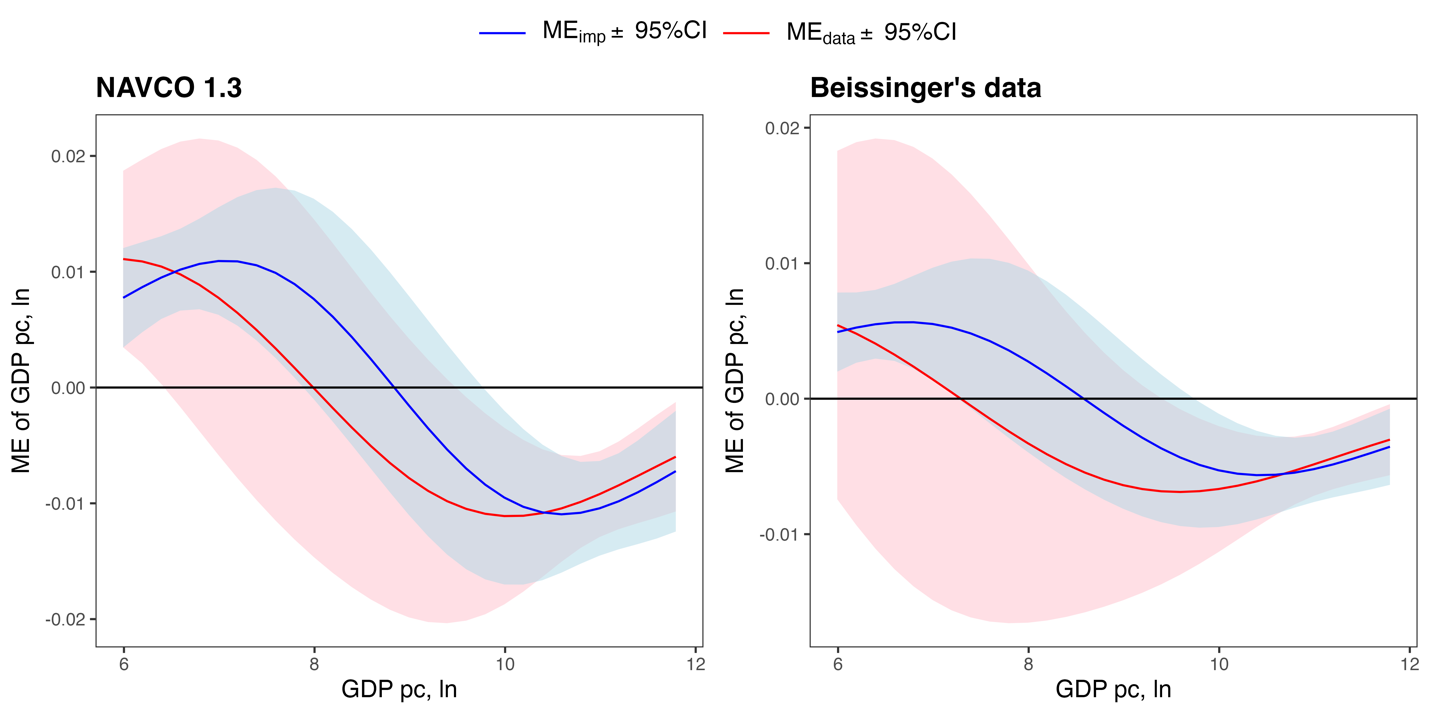 MEimp ± 95%CI MEdata ± 95%CI
NAVCO 1.3
ME of GDP pc, ln
0.02
0.01
0.00
-0.01
-0.02
6 8 10 12
GDP pc, ln
Beissinger's data
ME of GDP pc, ln
0.02
0.01
0.00
-0.01
6 8 10 12
GDP pc, ln